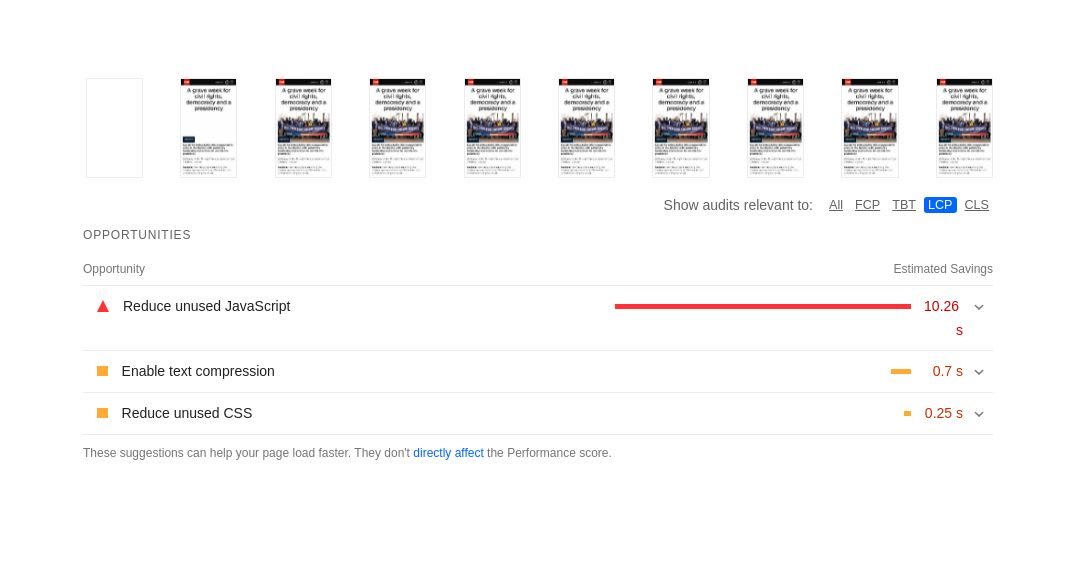 A grave week for
civil rights,
democracy and a
presidency
A grave week for
civil rights,
democracy and a
presidency
A grave week for
civil rights,
democracy and a
presidency
A grave week for
civil rights,
democracy and a
presidency
A grave week for
civil rights,
democracy and a
presidency
A grave week for
civil rights,
democracy and a
presidency
A grave week for
civil rights,
democracy and a
presidency
A grave week for
civil rights,
democracy and a
presidency
A grave week for
civil rights,
democracy and a
presidency
Show audits relevant to: All FCP TBT LCP CLS
OPPORTUNITIES
Opportunity Estimated Savings
Reduce unused JavaScript 10.26
s
Enable text compression 0.7 s
Reduce unused CSS 0.25 s
These suggestions can help your page load faster. They don't directly affect the Performance score.